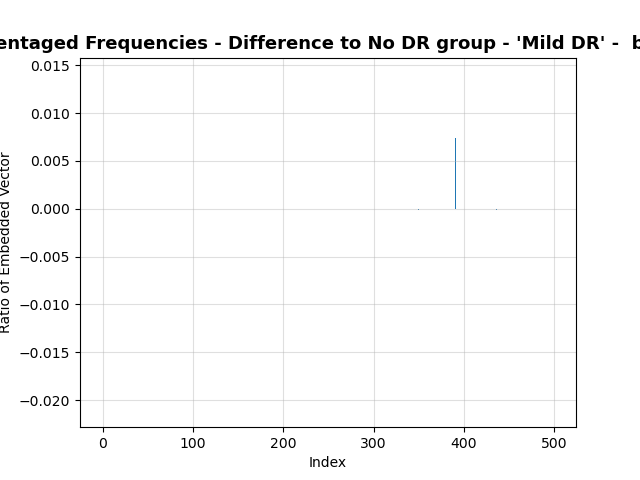 entaged Frequencies - Difference to No DR group - 'Mild DR' - b
0.015
0.010
0.005
0.000
−0.005
−0.010
−0.015
−0.020
Ratio of Embedded Vector
0 100 200 300 400 500
Index